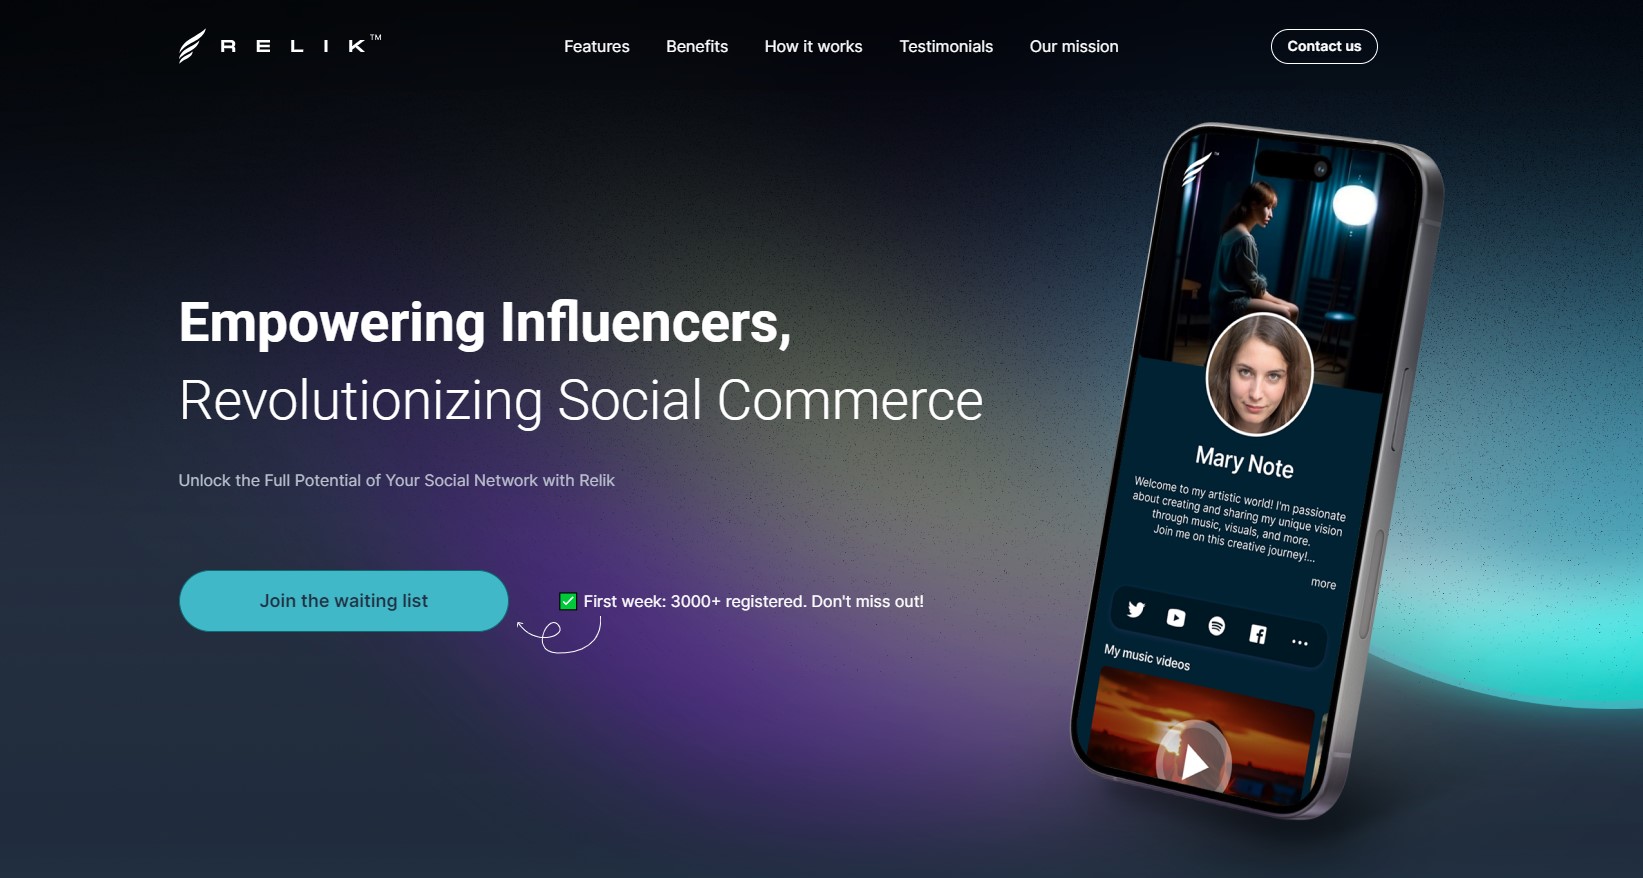 RELIK™
Features
Benefits
How it works
Testimonials
Our mission
Contact us
Empowering Influencers,
Revolutionizing Social Commerce
Unlock the Full Potential of Your Social Network with Relik
Join the waiting list
✅ First week: 3000+ registered. Don't miss out!
Mary Note
Welcome to my artistic world! I'm passionate
about creating and sharing my unique vision
through music, visuals, and more.
Join me on this creative journey!...
more
My music videos